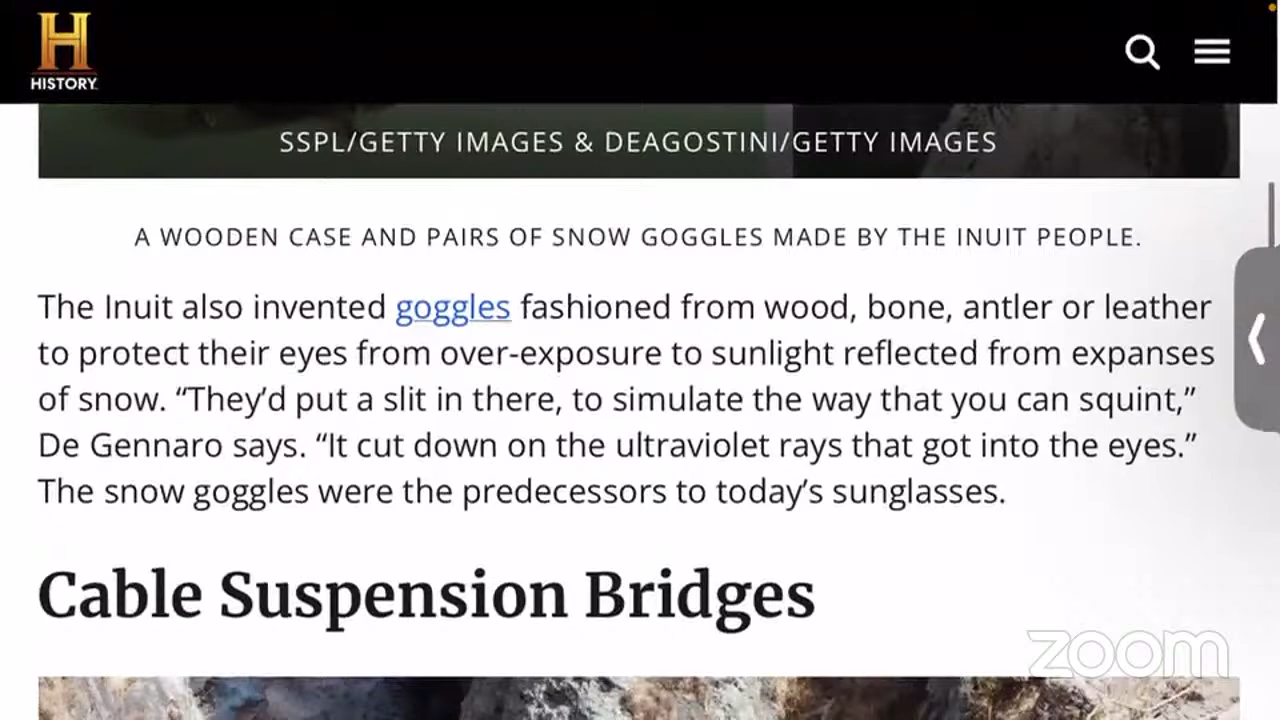 H
HISTORY
SSPL/GETTY IMAGES & DEAGOSTINI/GETTY IMAGES
A WOODEN CASE AND PAIRS OF SNOW GOGGLES MADE BY THE INUIT PEOPLE.
The Inuit also invented goggles fashioned from wood, bone, antler or leather
to protect their eyes from over-exposure to sunlight reflected from expanses
of snow. “They’d put a slit in there, to simulate the way that you can squint,”
De Gennaro says. “It cut down on the ultraviolet rays that got into the eyes.”
The snow goggles were the predecessors to today’s sunglasses.
Cable Suspension Bridges
zoom